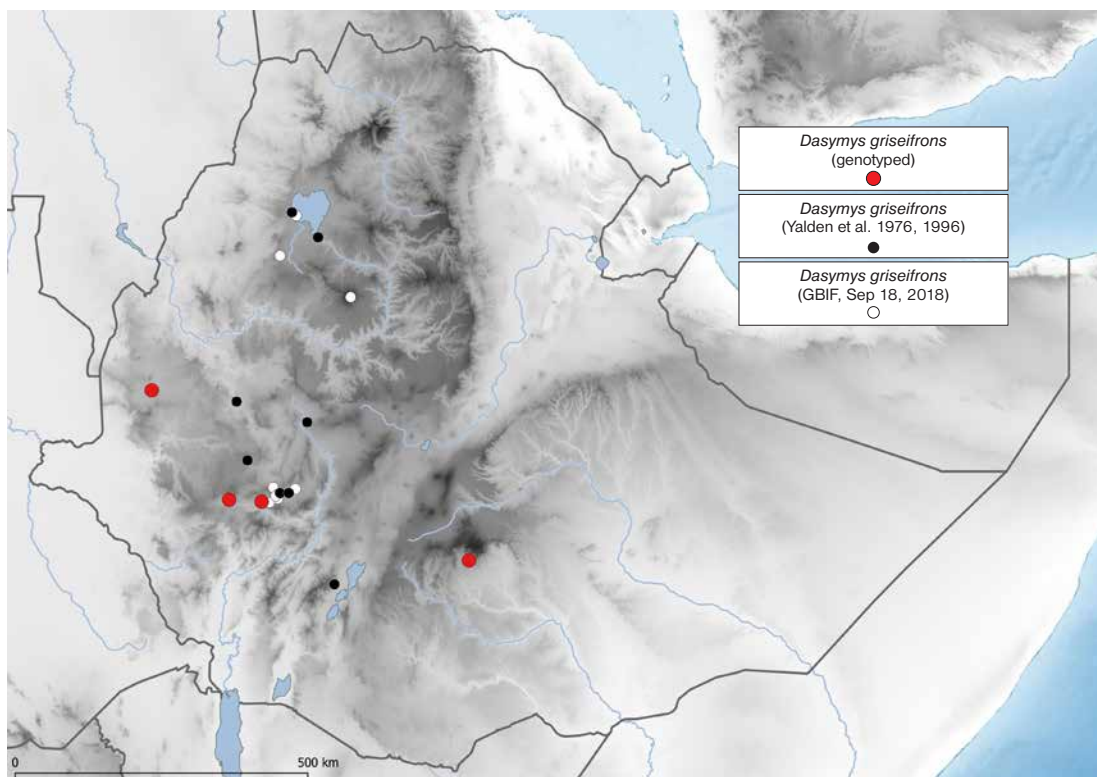 Dasymys griseifrons
(genotyped)
Dasymys griseifrons
(Yalden et al. 1976, 1996)
Dasymys griseifrons
(GBIF, Sep 18, 2018)
0
500 km